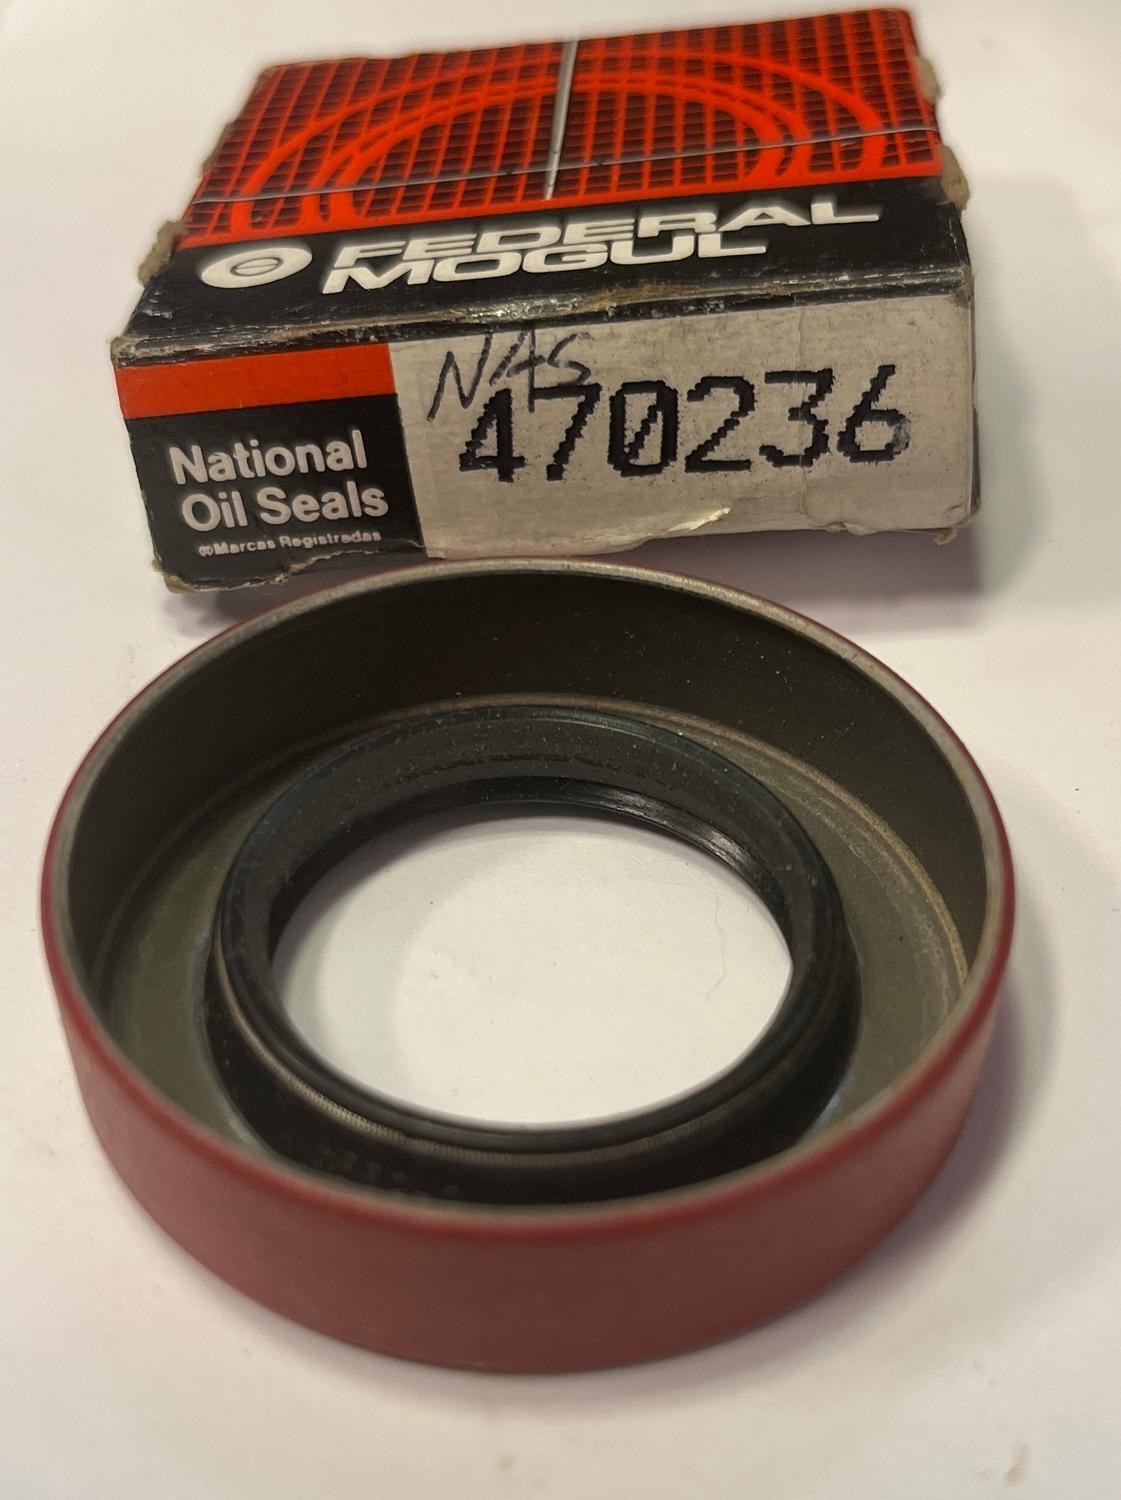 FEDERAL
MOGUL
NAS
470236
National
Oil Seals
Marcas Registradas